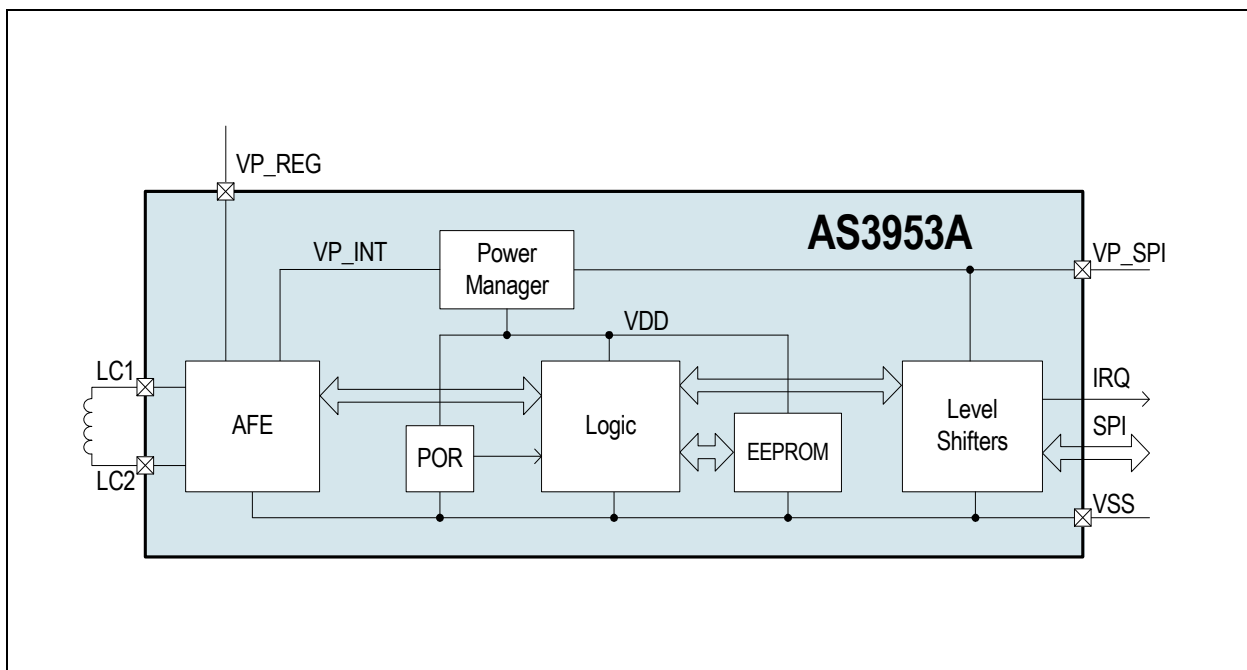 VP_REG
AS3953A
VP_INT
Power
Manager
VP_SPI
VDD
LC1
LC2
AFE
POR
Logic
EEPROM
Level
Shifters
IRQ
SPI
VSS